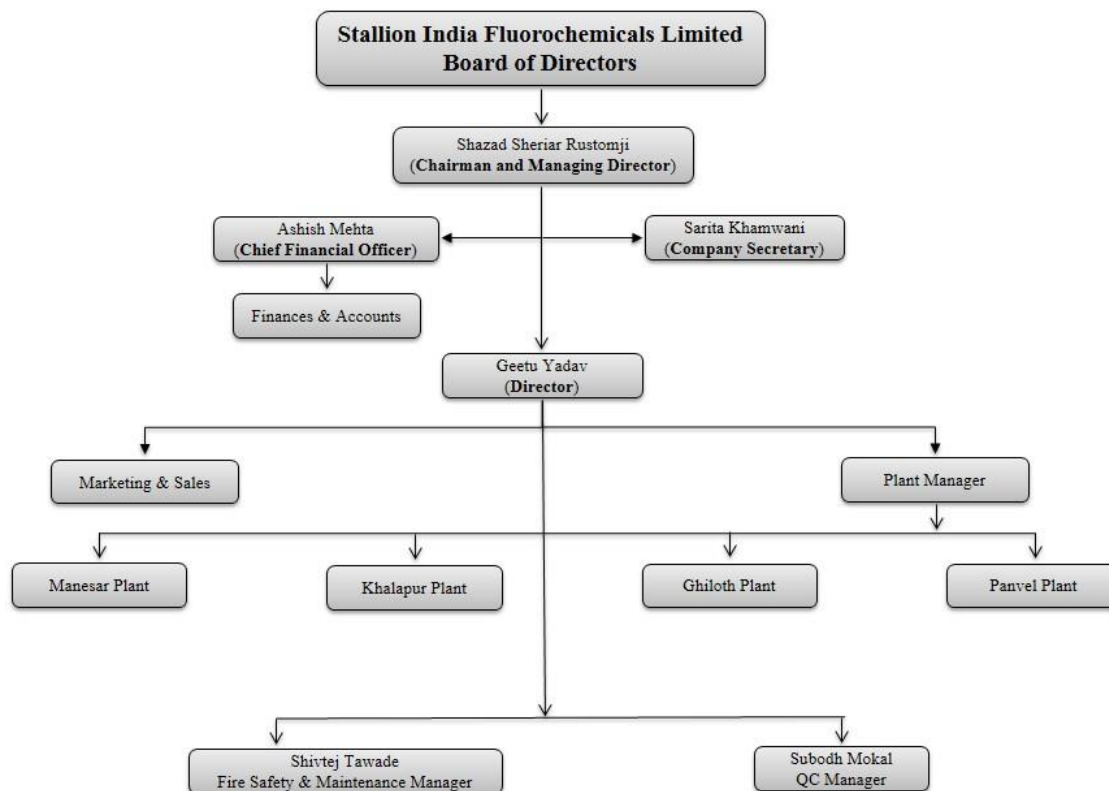 Stallion India Fluorochemicals Limited
Board of Directors
Shazad Sheriar Rustomji
(Chairman and Managing Director)
Ashish Mehta
(Chief Financial Officer)
Sarita Khamwani
(Company Secretary)
Finances & Accounts
Geetu Yadav
(Director)
Marketing & Sales
Plant Manager
Manesar Plant
Khalapur Plant
Ghiloth Plant
Panvel Plant
Shivtej Tawade
Fire Safety & Maintenance Manager
Subodh Mokal
QC Manager